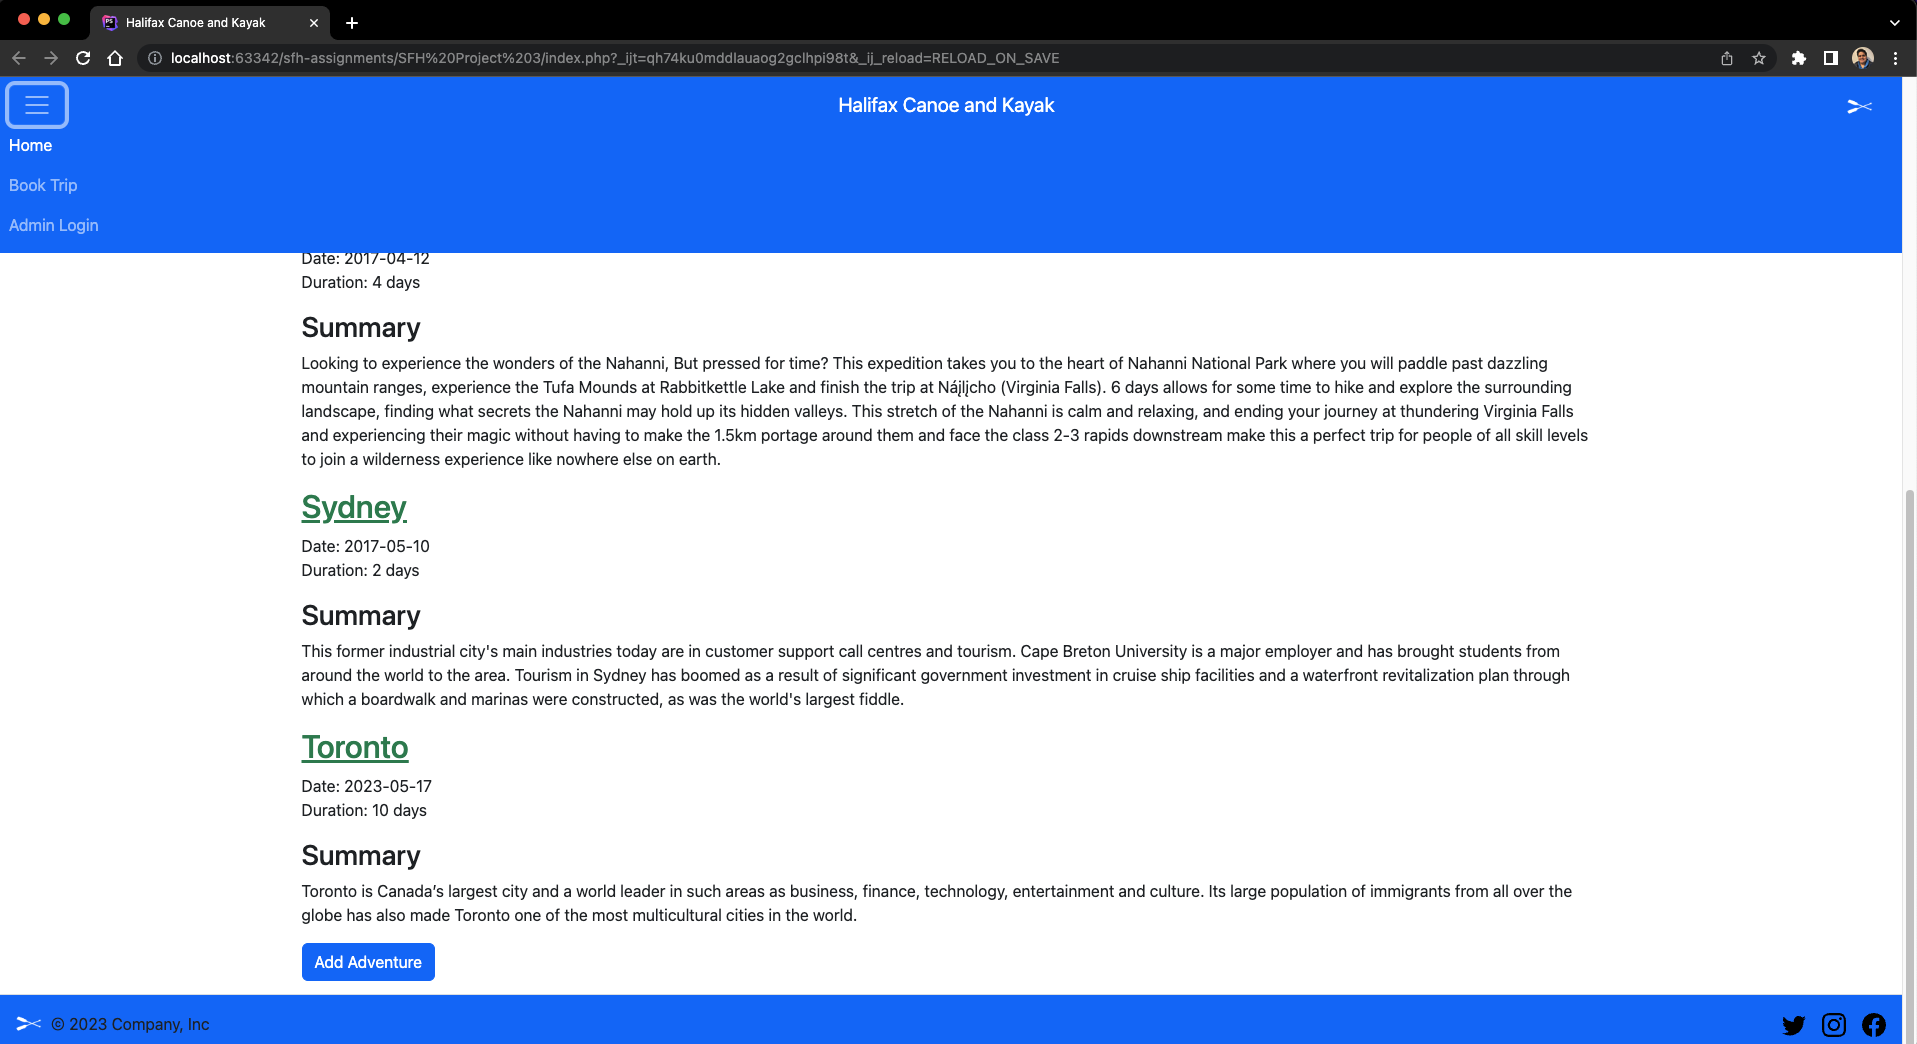 Halifax Canoe and Kayak
localhost:63342/sfh-assignments/SFH%20Project%203/index.php?_ijt=qh74ku0mddlauaog2gclhpi98t&_ij_reload=RELOAD_ON_SAVE
Halifax Canoe and Kayak
Home
Book Trip
Admin Login
Date: 2017-04-12
Duration: 4 days
Summary
Looking to experience the wonders of the Nahanni, But pressed for time? This expedition takes you to the heart of Nahanni National Park where you will paddle past dazzling
mountain ranges, experience the Tufa Mounds at Rabbitkettle Lake and finish the trip at Náįlįcho (Virginia Falls). 6 days allows for some time to hike and explore the surrounding
landscape, finding what secrets the Nahanni may hold up its hidden valleys. This stretch of the Nahanni is calm and relaxing, and ending your journey at thundering Virginia Falls
and experiencing their magic without having to make the 1.5km portage around them and face the class 2-3 rapids downstream make this a perfect trip for people of all skill levels
to join a wilderness experience like nowhere else on earth.
Sydney
Date: 2017-05-10
Duration: 2 days
Summary
This former industrial city's main industries today are in customer support call centres and tourism. Cape Breton University is a major employer and has brought students from
around the world to the area. Tourism in Sydney has boomed as a result of significant government investment in cruise ship facilities and a waterfront revitalization plan through
which a boardwalk and marinas were constructed, as was the world's largest fiddle.
Toronto
Date: 2023-05-17
Duration: 10 days
Summary
Toronto is Canada’s largest city and a world leader in such areas as business, finance, technology, entertainment and culture. Its large population of immigrants from all over the
globe has also made Toronto one of the most multicultural cities in the world.
Add Adventure
© 2023 Company, Inc